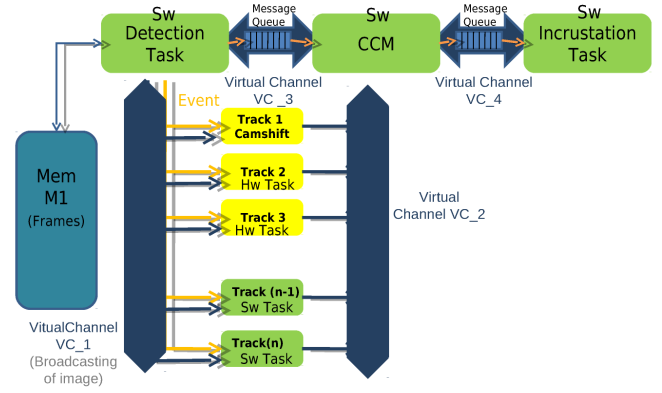 Sw
Detection
Task
Message
Queue
Sw
CCM
Message
Queue
Sw
Incrustation
Task
Virtual Channel
VC _3
Virtual Channel
VC_4
Event
Mem
M1
(Frames)
Track 1
Camshift
Track 2
Hw Task
Track 3
Hw Task
Track (n-1)
Sw Task
Track(n)
Sw Task
Virtual
Channel VC_2
VitualChannel
VC_1
(Broadcasting
of image)